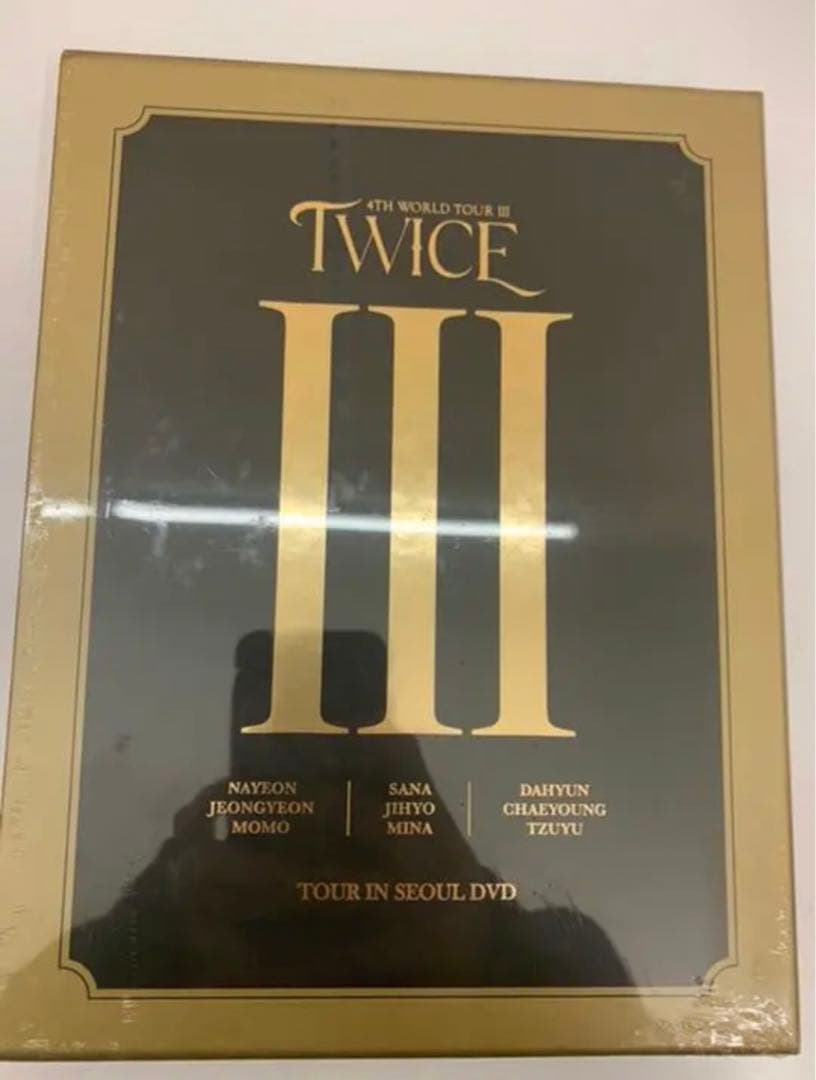 4TH WORLD TOUR III
TWICE
III
NAYEON
JEONGYEON
MOMO
SANA
JIHYO
MINA
DAHYUN
CHAEYOUNG
TZUYU
TOUR IN SEOUL DVD